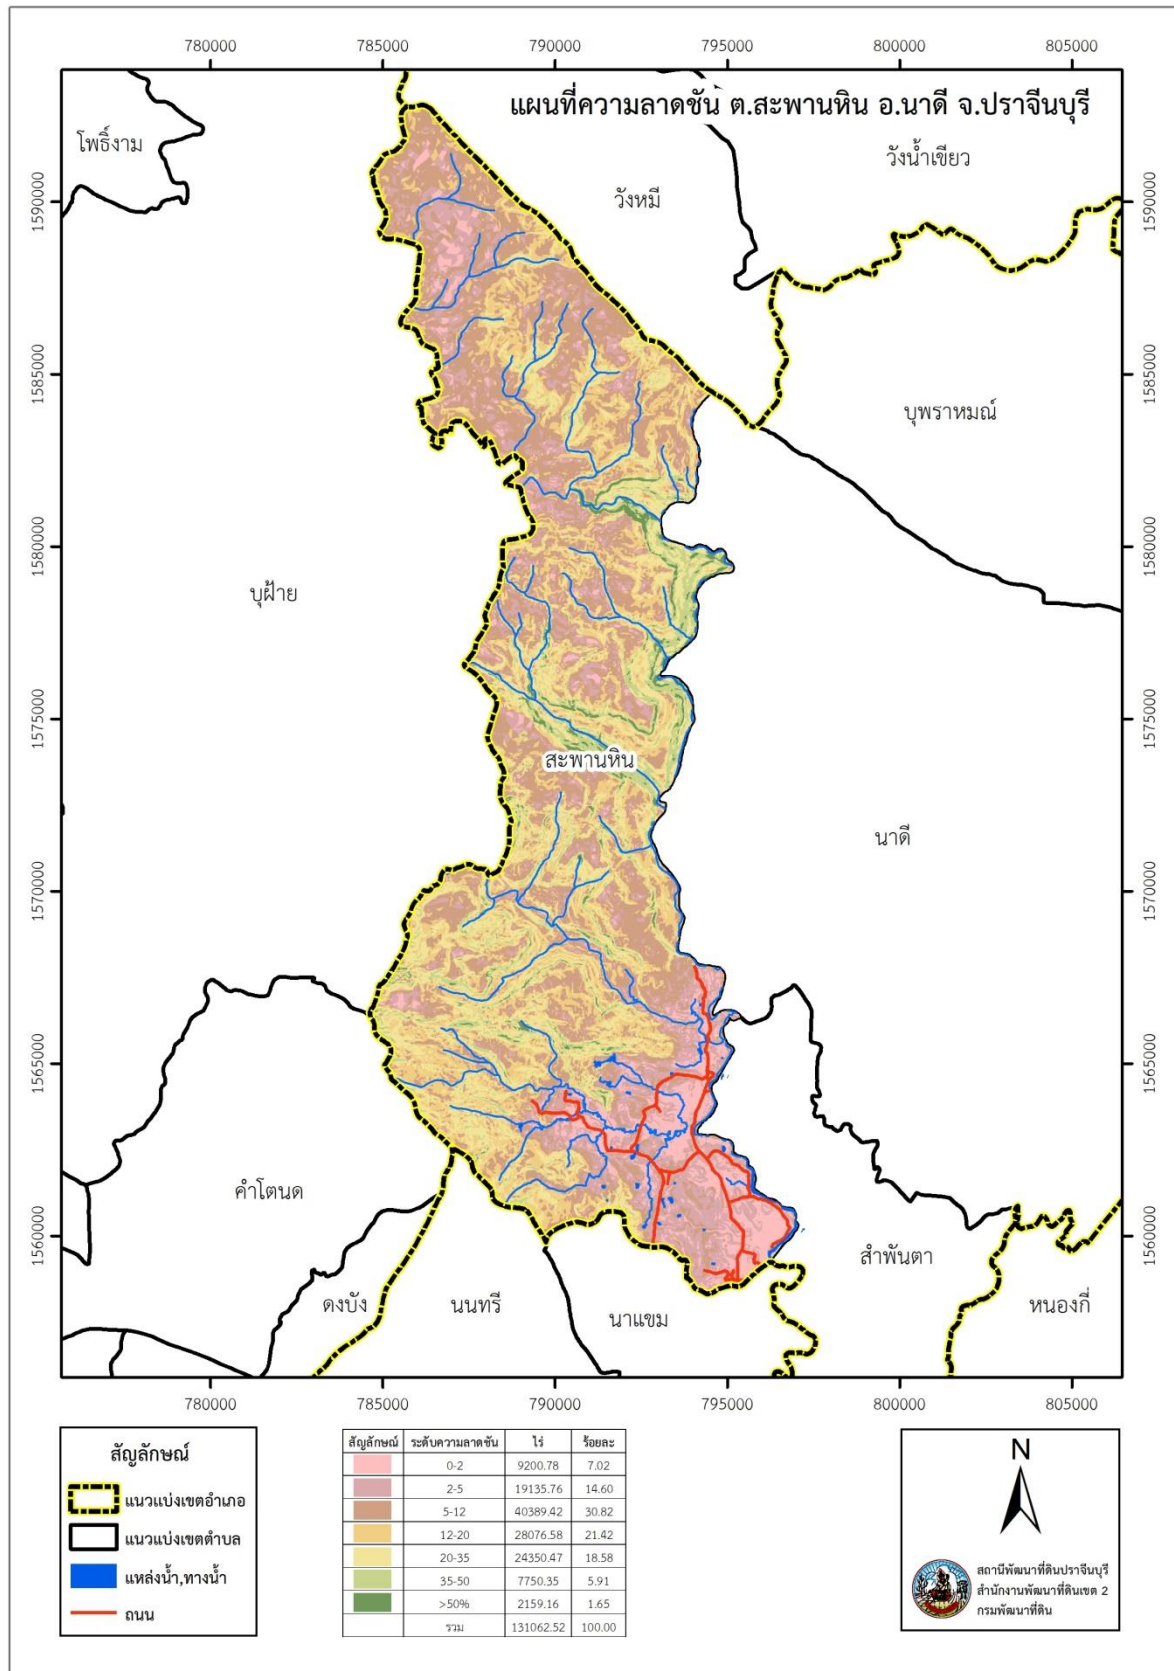 780000 785000 790000 795000 800000 805000
แผนที่ความลาดชัน ต.สะพานหิน อ.นาดี จ.ปราจีนบุรี
โพธิ์งาม
วังน้ำเขียว
วังหมี
1590000 1590000
1585000 1585000
บุพราหมณ์
1580000 1580000
บุฝ้าย
1575000 1575000
สะพานหิน
นาดี
1570000 1570000
1565000 1565000
คำโตนด
1560000 1560000
สำพันตา
ดงบัง
นนทรี
นาแขม
หนองกี่
780000 785000 790000 795000 800000 805000
สัญลักษณ์
แนวแบ่งเขตอำเภอ
แนวแบ่งเขตตำบล
แหล่งน้ำ,ทางน้ำ
ถนน
สัญลักษณ์ ระดับความลาดชัน ไร่ ร้อยละ
0-2 9200.78 7.02
2-5 19135.76 14.60
5-12 40389.42 30.82
12-20 28076.58 21.42
20-35 24350.47 18.58
35-50 7750.35 5.91
>50% 2159.16 1.65
รวม 131062.52 100.00
N
สถานีพัฒนาที่ดินปราจีนบุรี
สำนักงานพัฒนาที่ดินเขต 2
กรมพัฒนาที่ดิน